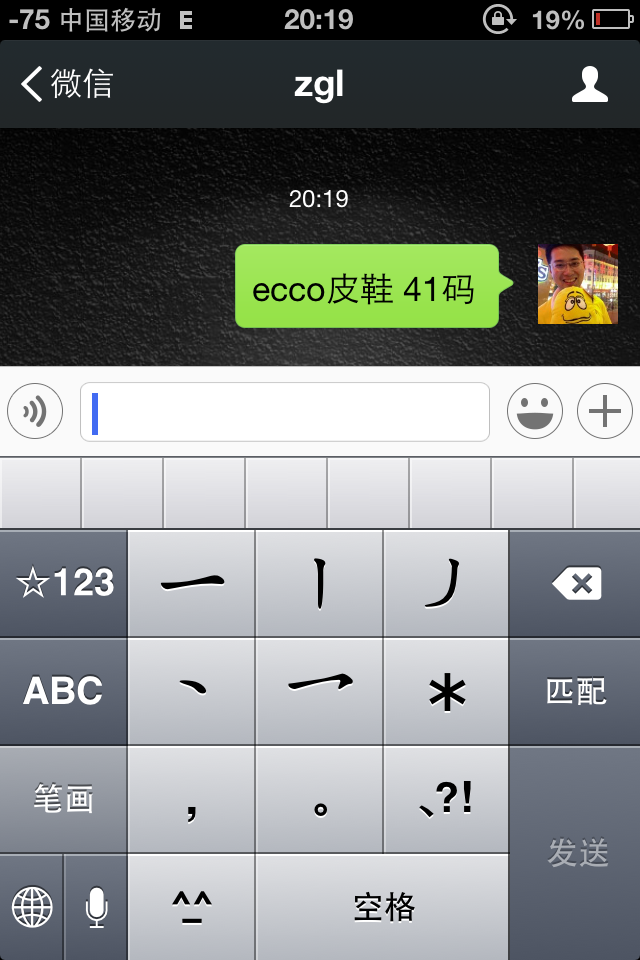 -75 中国移动 E 20:19 19%
微信 zgl
20:19
ecco皮鞋 41码
☆123 一 丨 丿
ABC 丶 乛 * 匹配
笔画 , 。 、?!
发送
^_^ 空格